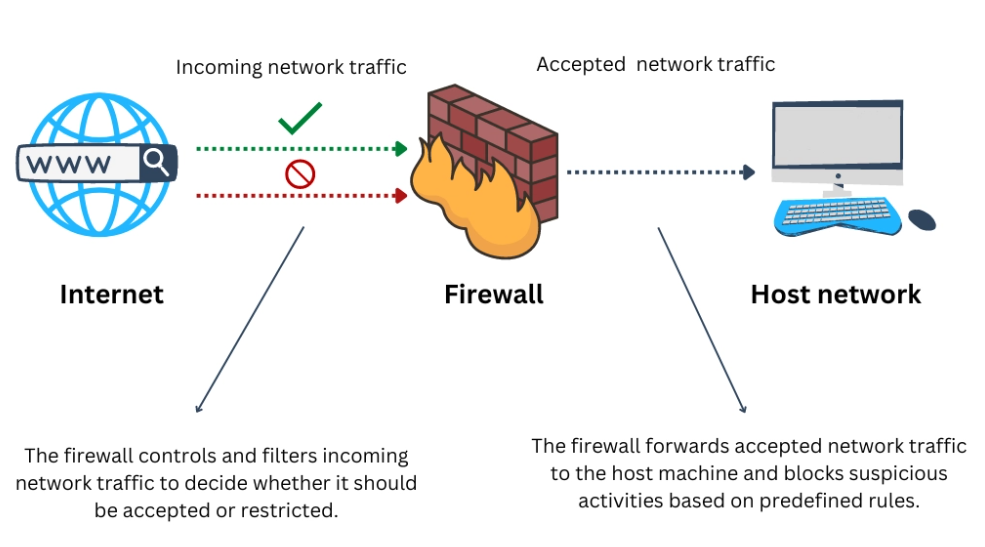 Incoming network traffic
Accepted network traffic
www
Internet
Firewall
Host network
The firewall controls and filters incoming
network traffic to decide whether it should
be accepted or restricted.
The firewall forwards accepted network traffic
to the host machine and blocks suspicious
activities based on predefined rules.